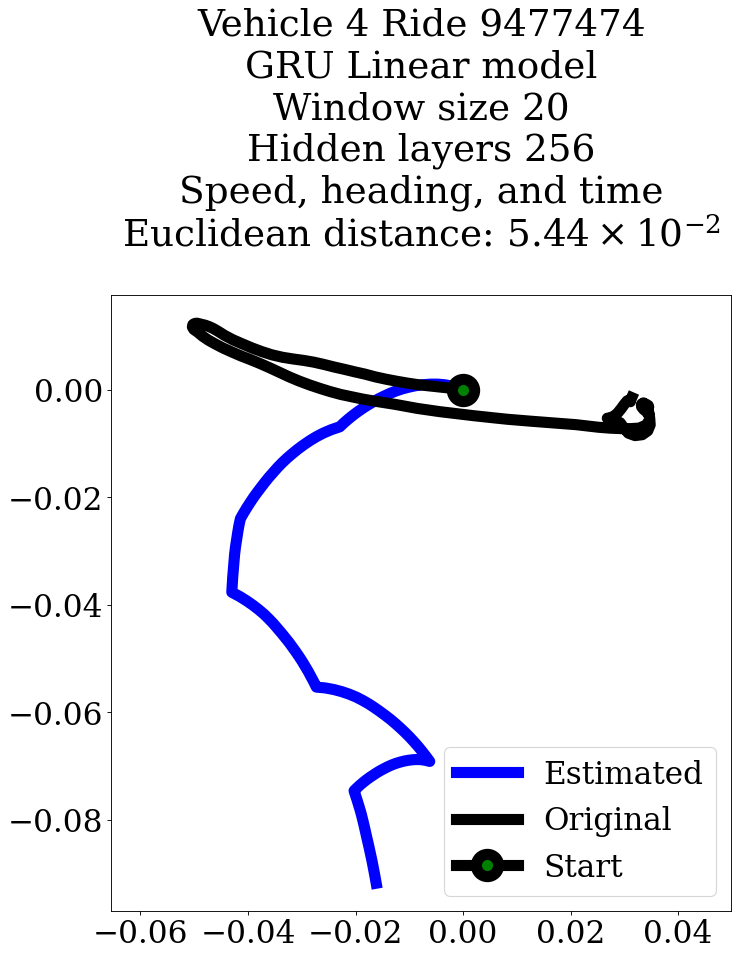 Vehicle 4 Ride 9477474
GRU Linear model
Window size 20
Hidden layers 256
Speed, heading, and time
Euclidean distance: 5.44 × 10⁻²
0.00
−0.02
−0.04
−0.06
−0.08
Estimated
Original
Start
−0.06 −0.04 −0.02 0.00 0.02 0.04